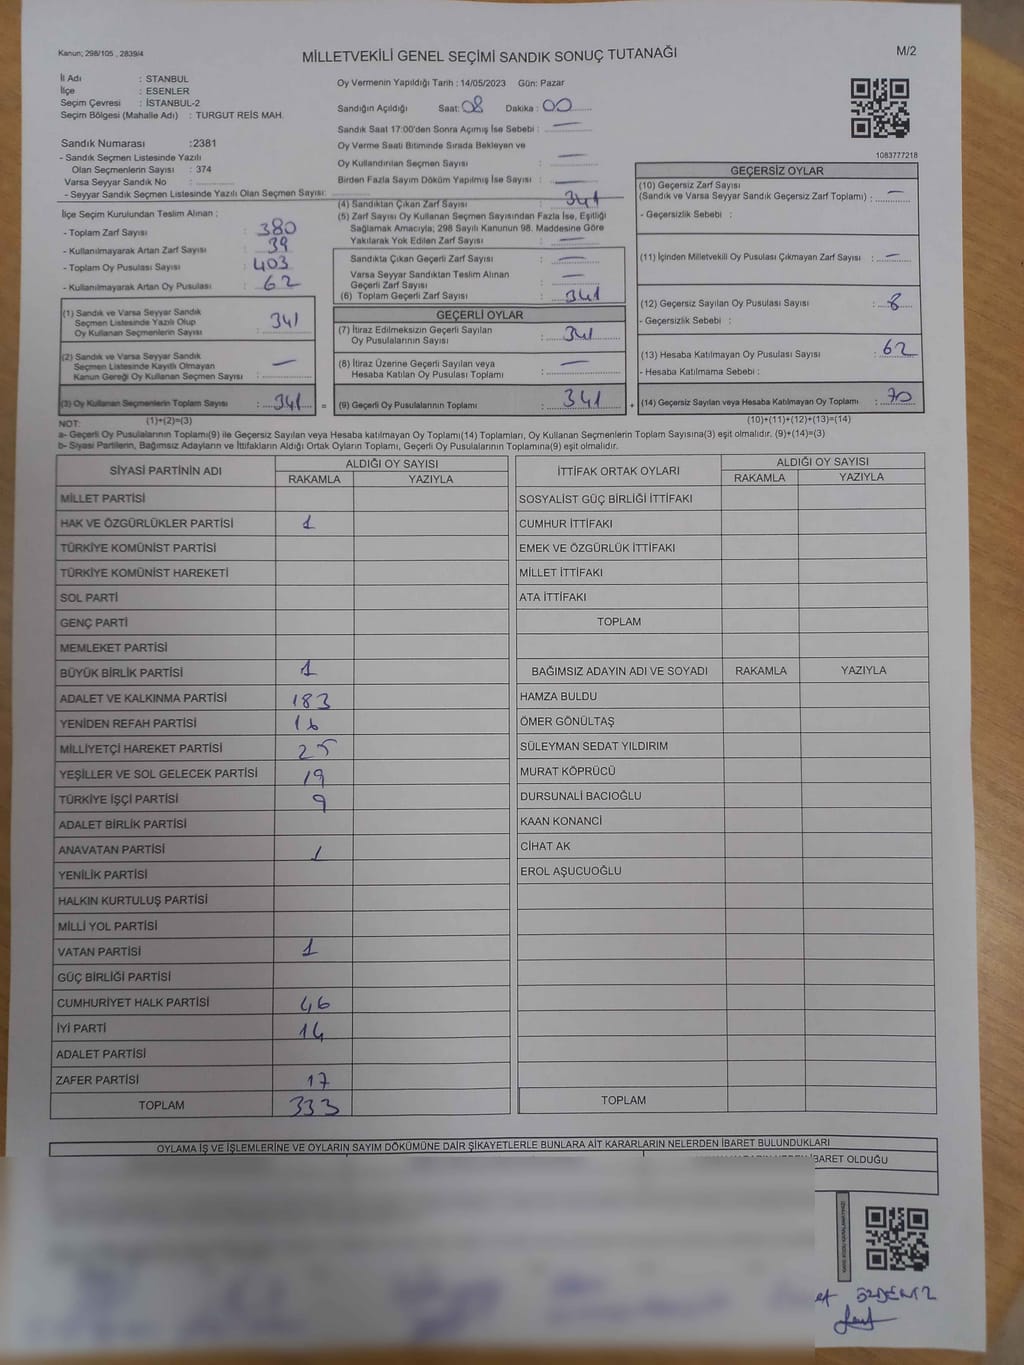 Kanun; 298/105 , 2839/4
MİLLETVEKİLİ GENEL SEÇİMİ SANDIK SONUÇ TUTANAĞI
M/2
İl Adı : STANBUL
İlçe : ESENLER
Seçim Çevresi : İSTANBUL-2
Seçim Bölgesi (Mahalle Adı) : TURGUT REİS MAH.
Oy Vermenin Yapıldığı Tarih : 14/05/2023 Gün: Pazar
Sandığın Açıldığı Saat: 08 Dakika : 00
Sandık Saat 17:00'den Sonra Açmış İse Sebebi : —
Oy Verme Saati Bitiminde Sırada Bekleyen ve
Oy Kullandırılan Seçmen Sayısı : —
Birden Fazla Sayım Döküm Yapılmış İse Sayısı : —
1083777218
Sandık Numarası :2381
- Sandık Seçmen Listesinde Yazılı
Olan Seçmenlerin Sayısı : 374
Varsa Seyyar Sandık No :
- Seyyar Sandık Seçmen Listesinde Yazılı Olan Seçmen Sayısı:
İlçe Seçim Kurulundan Teslim Alınan :
- Toplam Zarf Sayısı : 380
- Kullanılmayarak Artan Zarf Sayısı : 39
- Toplam Oy Pusulası Sayısı : 403
- Kullanılmayarak Artan Oy Pusulası : 62
(1) Sandık ve Varsa Seyyar Sandık
Seçmen Listesinde Yazılı Olup
Oy Kullanan Seçmenlerin Sayısı : 341
(2) Sandık ve Varsa Seyyar Sandık
Seçmen Listesinde Kayıtlı Olmayan
Kanun Gereği Oy Kullanan Seçmen Sayısı : —
(3) Oy Kullanan Seçmenlerin Toplam Sayısı : 341 =
(4) Sandıktan Çıkan Zarf Sayısı : 341
(5) Zarf Sayısı Oy Kullanan Seçmen Sayısından Fazla İse, Eşitliği
Sağlamak Amacıyla; 298 Sayılı Kanunun 98. Maddesine Göre
Yakılarak Yok Edilen Zarf Sayısı : —
Sandıkta Çıkan Geçerli Zarf Sayısı : —
Varsa Seyyar Sandıktan Teslim Alınan
Geçerli Zarf Sayısı : —
(6) Toplam Geçerli Zarf Sayısı : 341
GEÇERLİ OYLAR
(7) İtiraz Edilmeksizin Geçerli Sayılan
Oy Pusulalarının Sayısı : 341
(8) İtiraz Üzerine Geçerli Sayılan veya
Hesaba Katılan Oy Pusulası Toplamı : —
(9) Geçerli Oy Pusulalarının Toplamı : 341 +
GEÇERSİZ OYLAR
(10) Geçersiz Zarf Sayısı
(Sandık ve Varsa Seyyar Sandık Geçersiz Zarf Toplamı) : —
- Geçersizlik Sebebi :
(11) İçinden Milletvekili Oy Pusulası Çıkmayan Zarf Sayısı : —
(12) Geçersiz Sayılan Oy Pusulası Sayısı : 8
- Geçersizlik Sebebi :
(13) Hesaba Katılmayan Oy Pusulası Sayısı : 62
- Hesaba Katılmama Sebebi :
(14) Geçersiz Sayılan veya Hesaba Katılmayan Oy Toplamı : 70
NOT: (1)+(2)=(3)
(10)+(11)+(12)+(13)=(14)
a- Geçerli Oy Pusulalarının Toplamı(9) ile Geçersiz Sayılan veya Hesaba katılmayan Oy Toplamı(14) Toplamları, Oy Kullanan Seçmenlerin Toplam Sayısına(3) eşit olmalıdır. (9)+(14)=(3)
b- Siyasi Partilerin, Bağımsız Adayların ve İttifakların Aldığı Ortak Oyların Toplamı, Geçerli Oy Pusulalarının Toplamına(9) eşit olmalıdır.
SİYASİ PARTİNİN ADI ALDIĞI OY SAYISI
RAKAMLA YAZIYLA
MİLLET PARTİSİ
HAK VE ÖZGÜRLÜKLER PARTİSİ 1
TÜRKİYE KOMÜNİST PARTİSİ
TÜRKİYE KOMÜNİST HAREKETİ
SOL PARTİ
GENÇ PARTİ
MEMLEKET PARTİSİ
BÜYÜK BİRLİK PARTİSİ 1
ADALET VE KALKINMA PARTİSİ 183
YENİDEN REFAH PARTİSİ 16
MİLLİYETÇİ HAREKET PARTİSİ 25
YEŞİLLER VE SOL GELECEK PARTİSİ 19
TÜRKİYE İŞÇİ PARTİSİ 9
ADALET BİRLİK PARTİSİ
ANAVATAN PARTİSİ 1
YENİLİK PARTİSİ
HALKIN KURTULUŞ PARTİSİ
MİLLİ YOL PARTİSİ
VATAN PARTİSİ 1
GÜÇ BİRLİĞİ PARTİSİ
CUMHURİYET HALK PARTİSİ 46
İYİ PARTİ 14
ADALET PARTİSİ
ZAFER PARTİSİ 17
TOPLAM 333
İTTİFAK ORTAK OYLARI ALDIĞI OY SAYISI
RAKAMLA YAZIYLA
SOSYALİST GÜÇ BİRLİĞİ İTTİFAKI
CUMHUR İTTİFAKI
EMEK VE ÖZGÜRLÜK İTTİFAKI
MİLLET İTTİFAKI
ATA İTTİFAKI
TOPLAM
BAĞIMSIZ ADAYIN ADI VE SOYADI RAKAMLA YAZIYLA
HAMZA BULDU
ÖMER GÖNÜLTAŞ
SÜLEYMAN SEDAT YILDIRIM
MURAT KÖPRÜCÜ
DURSUNALİ BACIOĞLU
KAAN KONANCİ
CİHAT AK
EROL AŞUCUOĞLU
TOPLAM
OYLAMA İŞ VE İŞLEMLERİNE VE OYLARIN SAYIM DÖKÜMÜNE DAİR ŞİKAYETLERLE BUNLARA AİT KARARLARIN NELERDEN İBARET BULUNDUKLARI
İBARET OLDUĞU